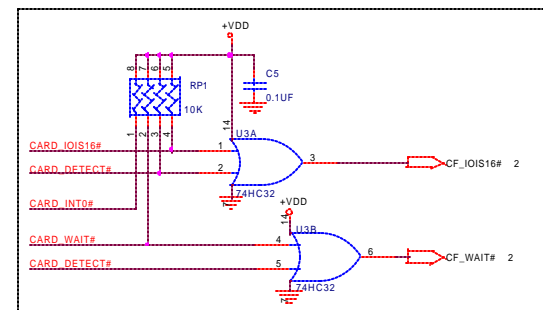 +VDD
8 7 6 5
RP1
10K
1 2 3 4
C5
0.1UF
14
U3A
CARD_IOIS16#
1
3
CF_IOIS16# 2
CARD_DETECT#
2
7
74HC32
CARD_INT0#
+VDD
14
U3B
CARD_WAIT#
4
6
CF_WAIT# 2
CARD_DETECT#
5
7
74HC32